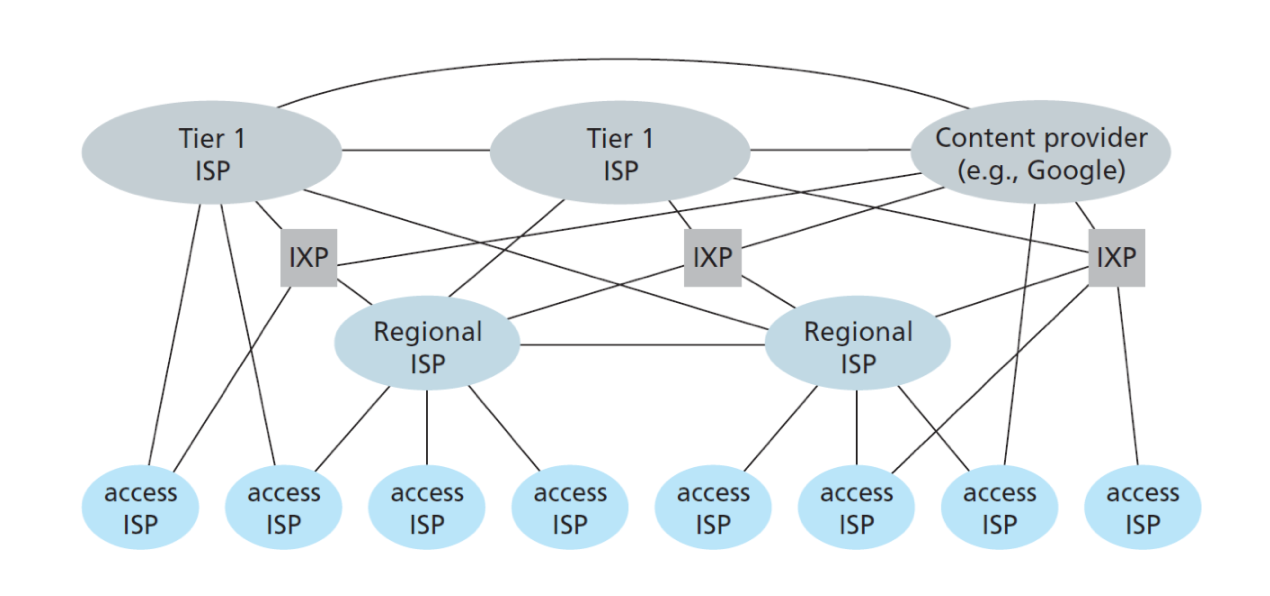 Tier 1
ISP
Tier 1
ISP
Content provider
(e.g., Google)
IXP
IXP
IXP
Regional
ISP
Regional
ISP
access
ISP
access
ISP
access
ISP
access
ISP
access
ISP
access
ISP
access
ISP
access
ISP